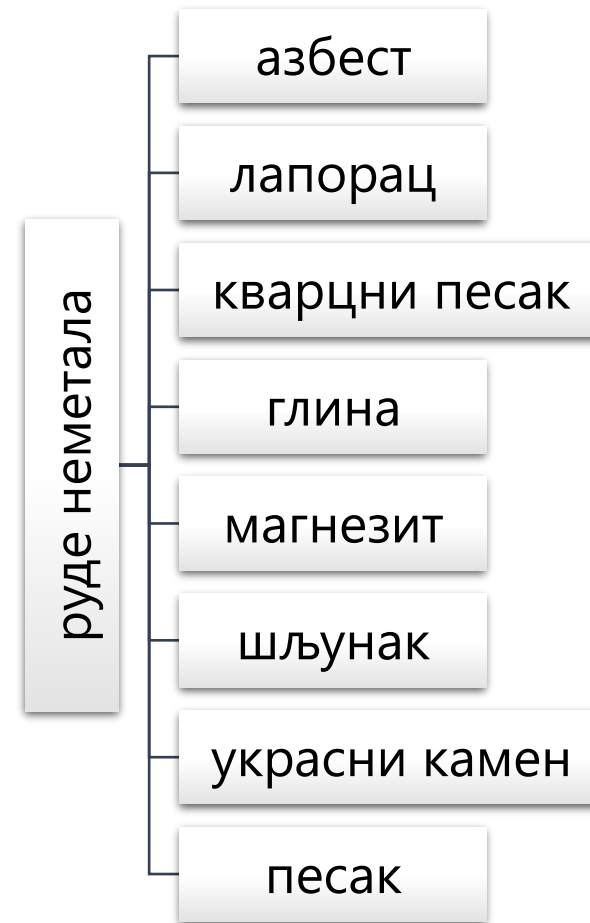 руде неметала
азбест
лапорац
кварцни песак
глина
магнезит
шљунак
украсни камен
песак